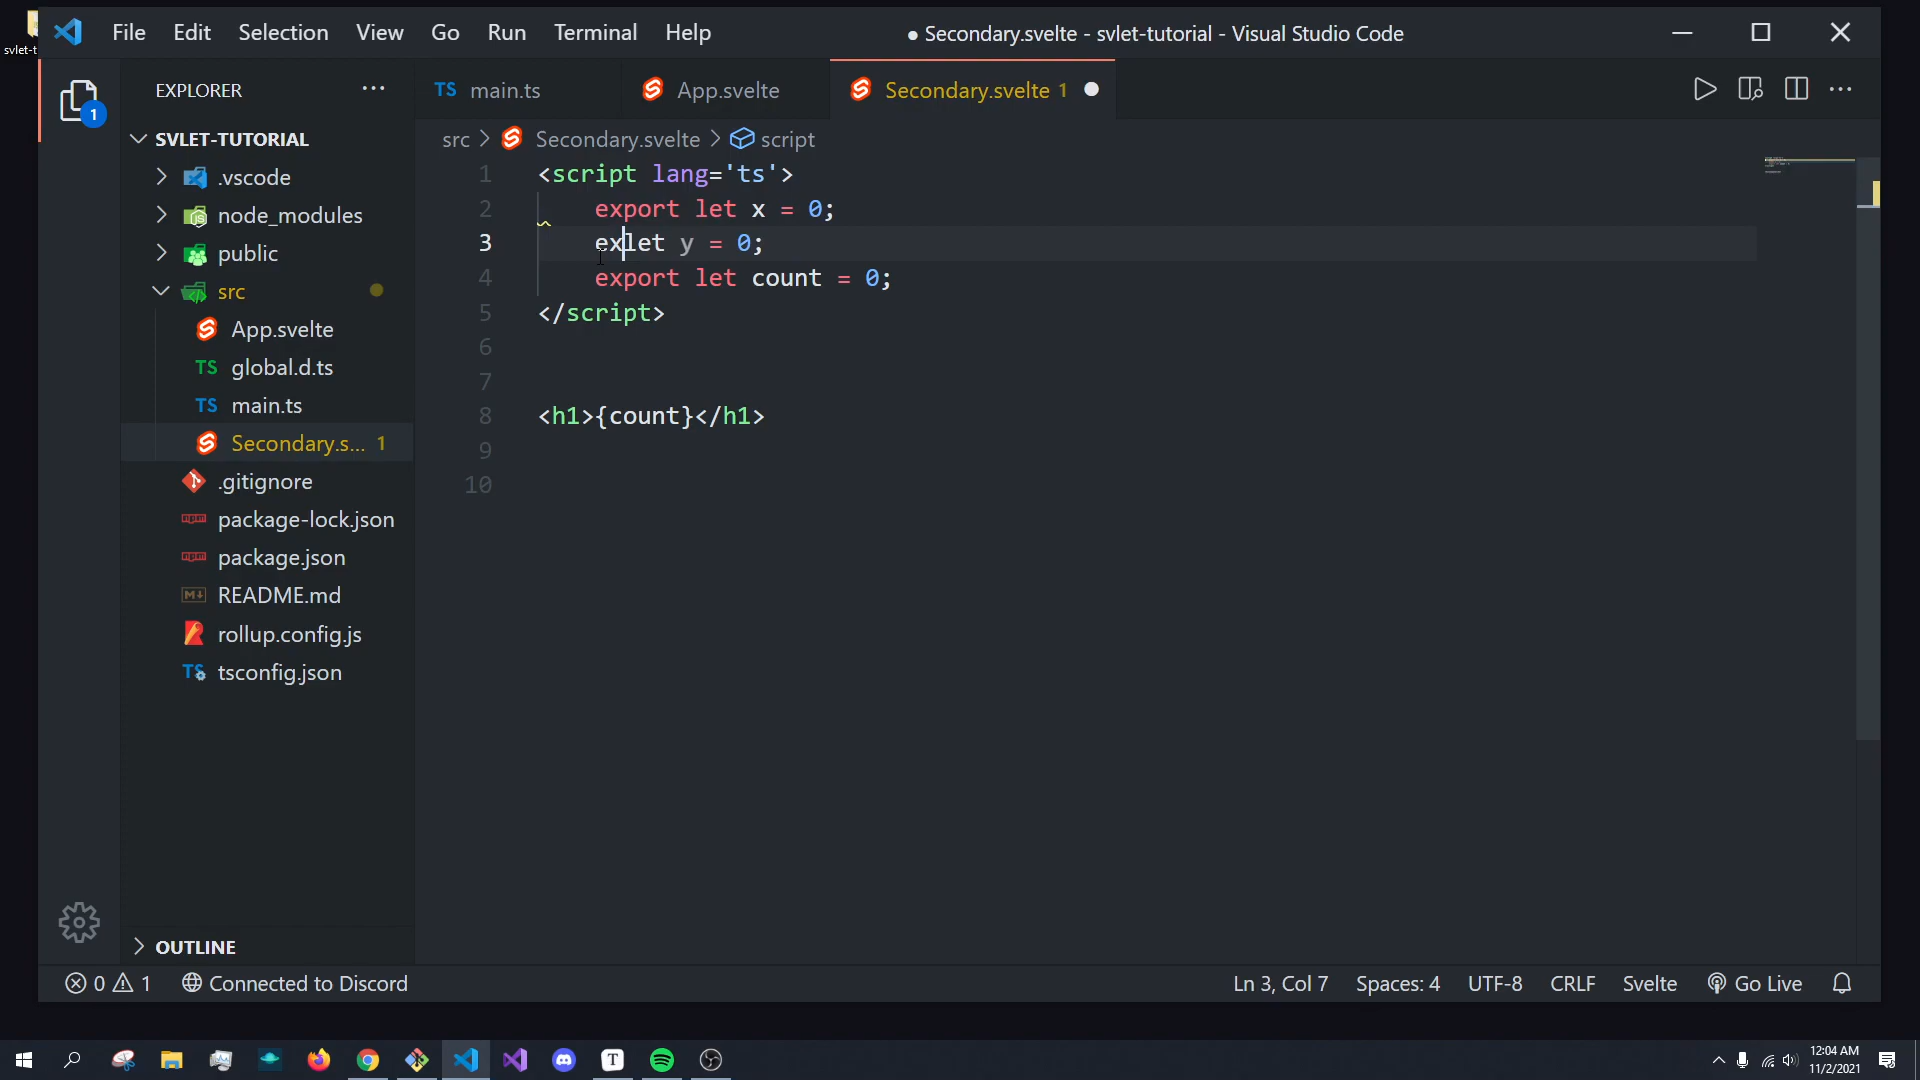 svlet-t
File Edit Selection View Go Run Terminal Help
● Secondary.svelte - svlet-tutorial - Visual Studio Code
EXPLORER
TS main.ts
App.svelte
Secondary.svelte 1
1
src > Secondary.svelte > script
SVLET-TUTORIAL
.vscode
node_modules
public
src
App.svelte
TS global.d.ts
TS main.ts
Secondary.s... 1
.gitignore
package-lock.json
package.json
README.md
rollup.config.js
TS tsconfig.json
OUTLINE
1 <script lang='ts'>
2 export let x = 0;
3 exlet y = 0;
4 export let count = 0;
5 </script>
6
7
8 <h1>{count}</h1>
9
10
0 1 Connected to Discord
Ln 3, Col 7 Spaces: 4 UTF-8 CRLF Svelte Go Live
T
12:04 AM
11/2/2021